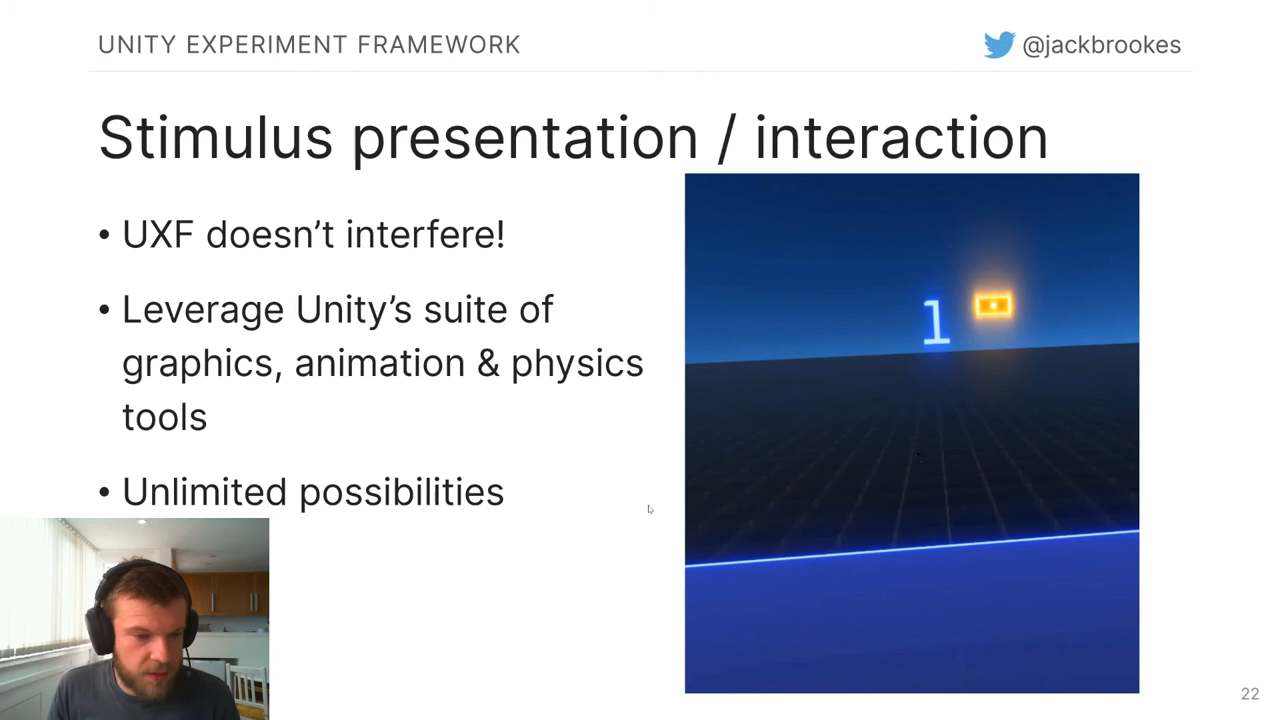 UNITY EXPERIMENT FRAMEWORK
@jackbrookes
Stimulus presentation / interaction
• UXF doesn’t interfere!
• Leverage Unity’s suite of
graphics, animation & physics
tools
• Unlimited possibilities
1
22